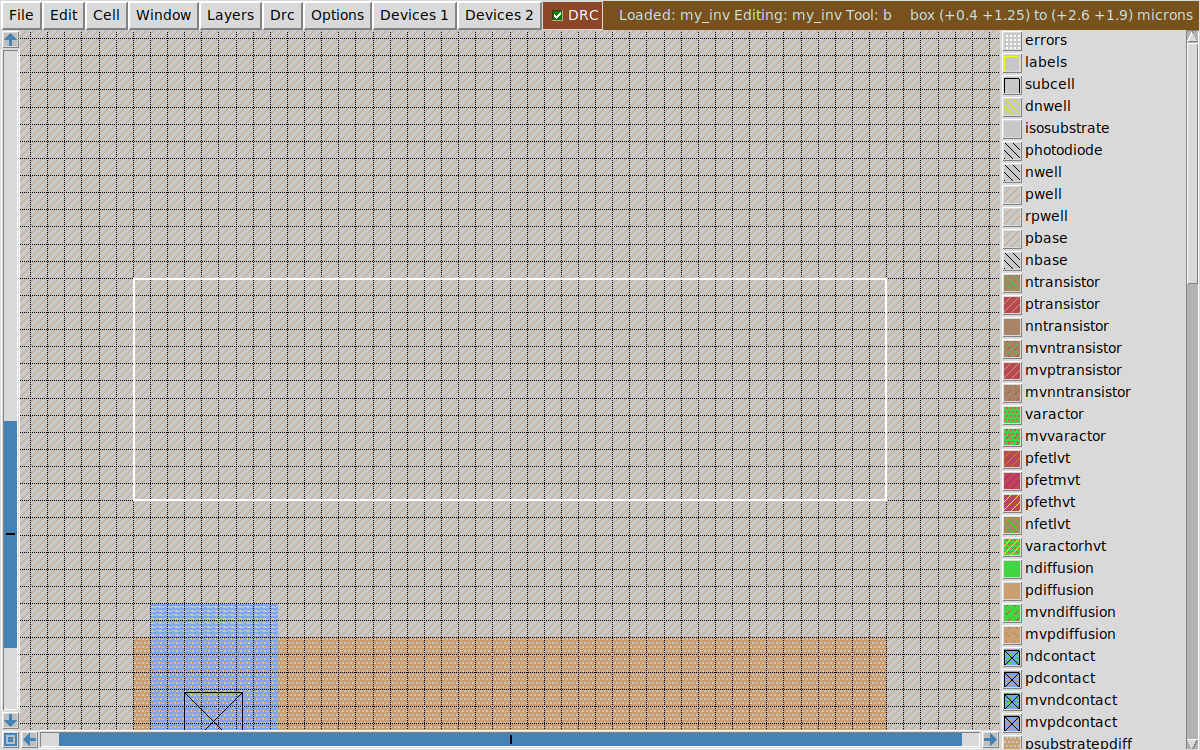 File Edit Cell Window Layers Drc Options Devices 1 Devices 2 DRC Loaded: my_inv Editing: my_inv Tool: b box (+0.4 +1.25) to (+2.6 +1.9) microns
errors
labels
subcell
dnwell
isosubstrate
photodiode
nwell
pwell
rpwell
pbase
nbase
ntransistor
ptransistor
nntransistor
mvntransistor
mvptransistor
mvnntransistor
varactor
mvvaractor
pfetlvt
pfetmvt
pfethvt
nfetlvt
varactorhvt
ndiffusion
pdiffusion
mvndiffusion
mvpdiffusion
ndcontact
pdcontact
mvndcontact
mvpdcontact
psubstratepdiff